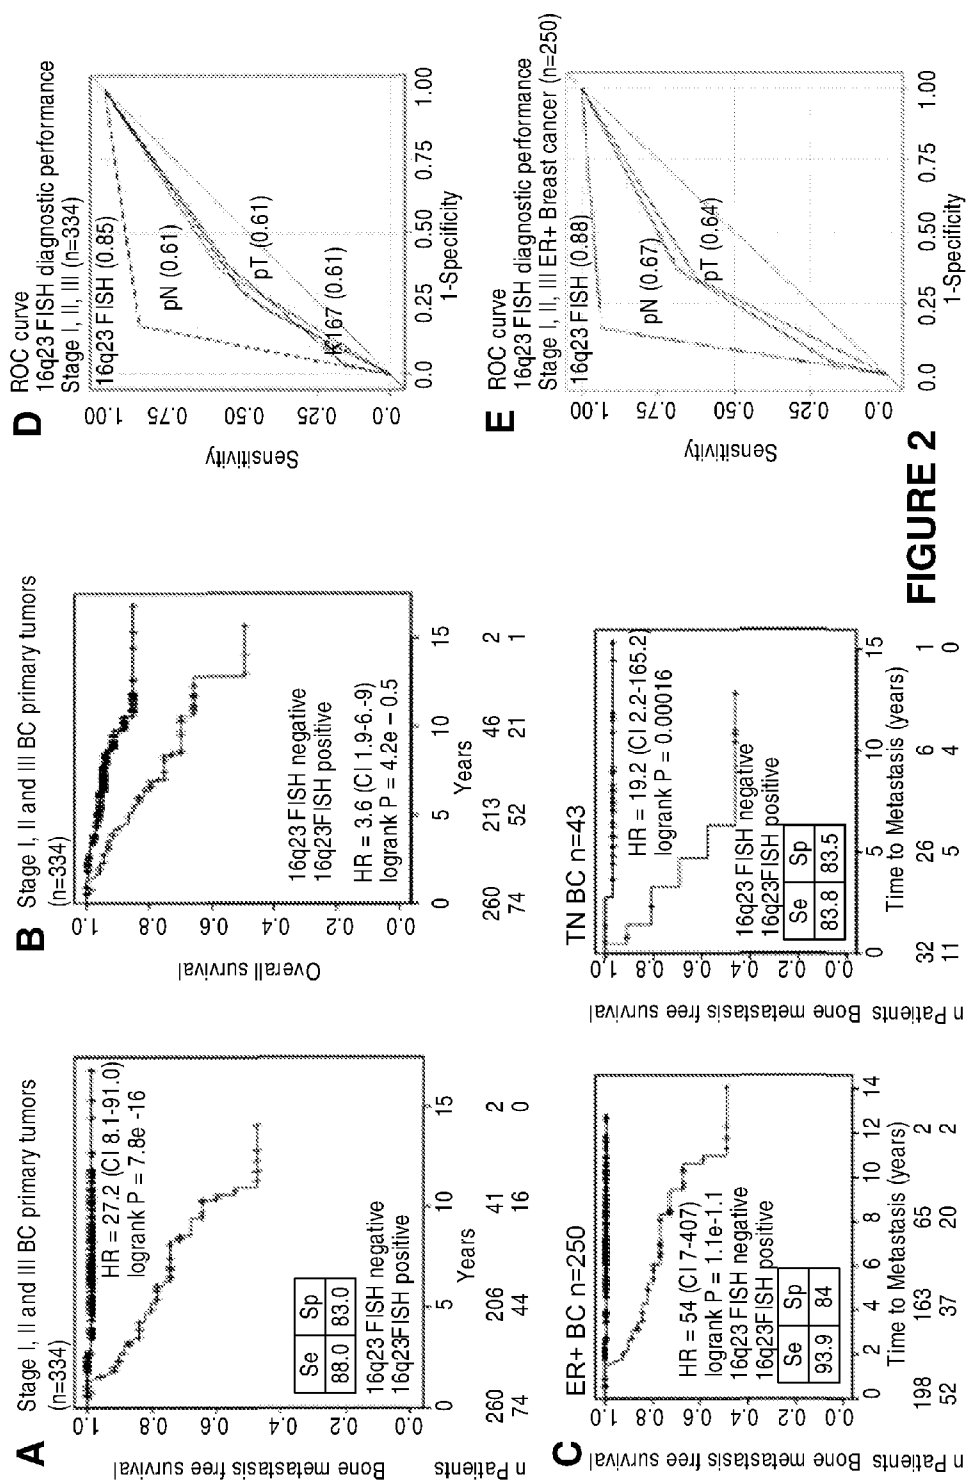 A
Stage I, II and III BC primary tumors
(n=334)
Bone metastasis free survival
1.0
0.8
0.6
0.4
0.2
0.0
HR = 27.2 (CI 8.1-91.0)
logrank P = 7.8e -16
Se Sp
88.0 83.0
16q23 FISH negative
16q23FISH positive
0 5 10 15
Years
n Patients
260 206 41 2
74 44 16 0
B
Stage I, II and III BC primary tumors
(n=334)
Overall survival
1.0
0.8
0.6
0.4
0.2
0.0
16q23 FISH negative
16q23FISH positive
HR = 3.6 (CI 1.9-6.-9)
logrank P = 4.2e – 0.5
0 5 10 15
Years
260 213 46 2
74 52 21 1
C
ER+ BC n=250
Bone metastasis free survival
1.0
0.8
0.6
0.4
0.2
0.0
HR = 54 (CI 7-407)
logrank P = 1.1e-1.1
16q23 FISH negative
16q23FISH positive
Se Sp
93.9 84
0 2 4 6 8 10 12 14
Time to Metastasis (years)
n Patients
198 163 65 2
52 37 20 2
TN BC n=43
Bone metastasis free survival
1.0
0.8
0.6
0.4
0.2
0.0
HR = 19.2 (CI 2.2-165.2
logrank P = 0.00016
16q23 FISH negative
16q23FISH positive
Se Sp
83.8 83.5
0 5 10 15
Time to Metastasis (years)
n Patients
32 26 6 1
11 5 4 0
D
ROC curve
16q23 FISH diagnostic performance
Stage I, II, III (n=334)
Sensitivity
1.00
0.75
0.50
0.25
0.0
16q23 FISH (0.85)
pN (0.61)
pT (0.61)
K167 (0.61)
0.0 0.25 0.50 0.75 1.00
1-Specificity
E
ROC curve
16q23 FISH diagnostic performance
Stage I, II, III ER+ Breast cancer (n=250)
Sensitivity
1.00
0.75
0.50
0.25
0.0
16q23 FISH (0.88)
pN (0.67)
pT (0.64)
0.0 0.25 0.50 0.75 1.00
1-Specificity
FIGURE 2